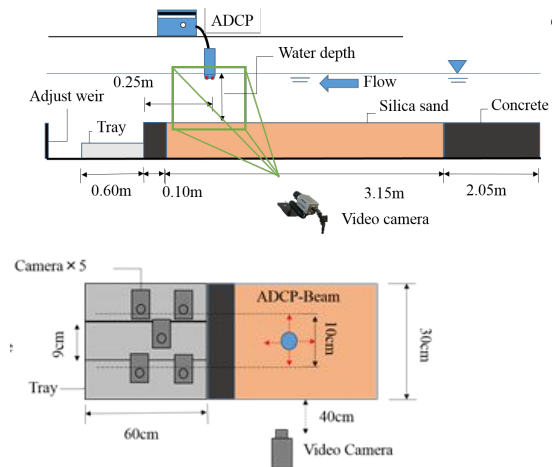 ADCP
Water depth
0.25m
Flow
Adjust weir
Silica sand
Concrete
Tray
0.60m
0.10m
3.15m
2.05m
Video camera
Camera×5
ADCP-Beam
9cm
10cm
30cm
Tray
40cm
60cm
Video Camera